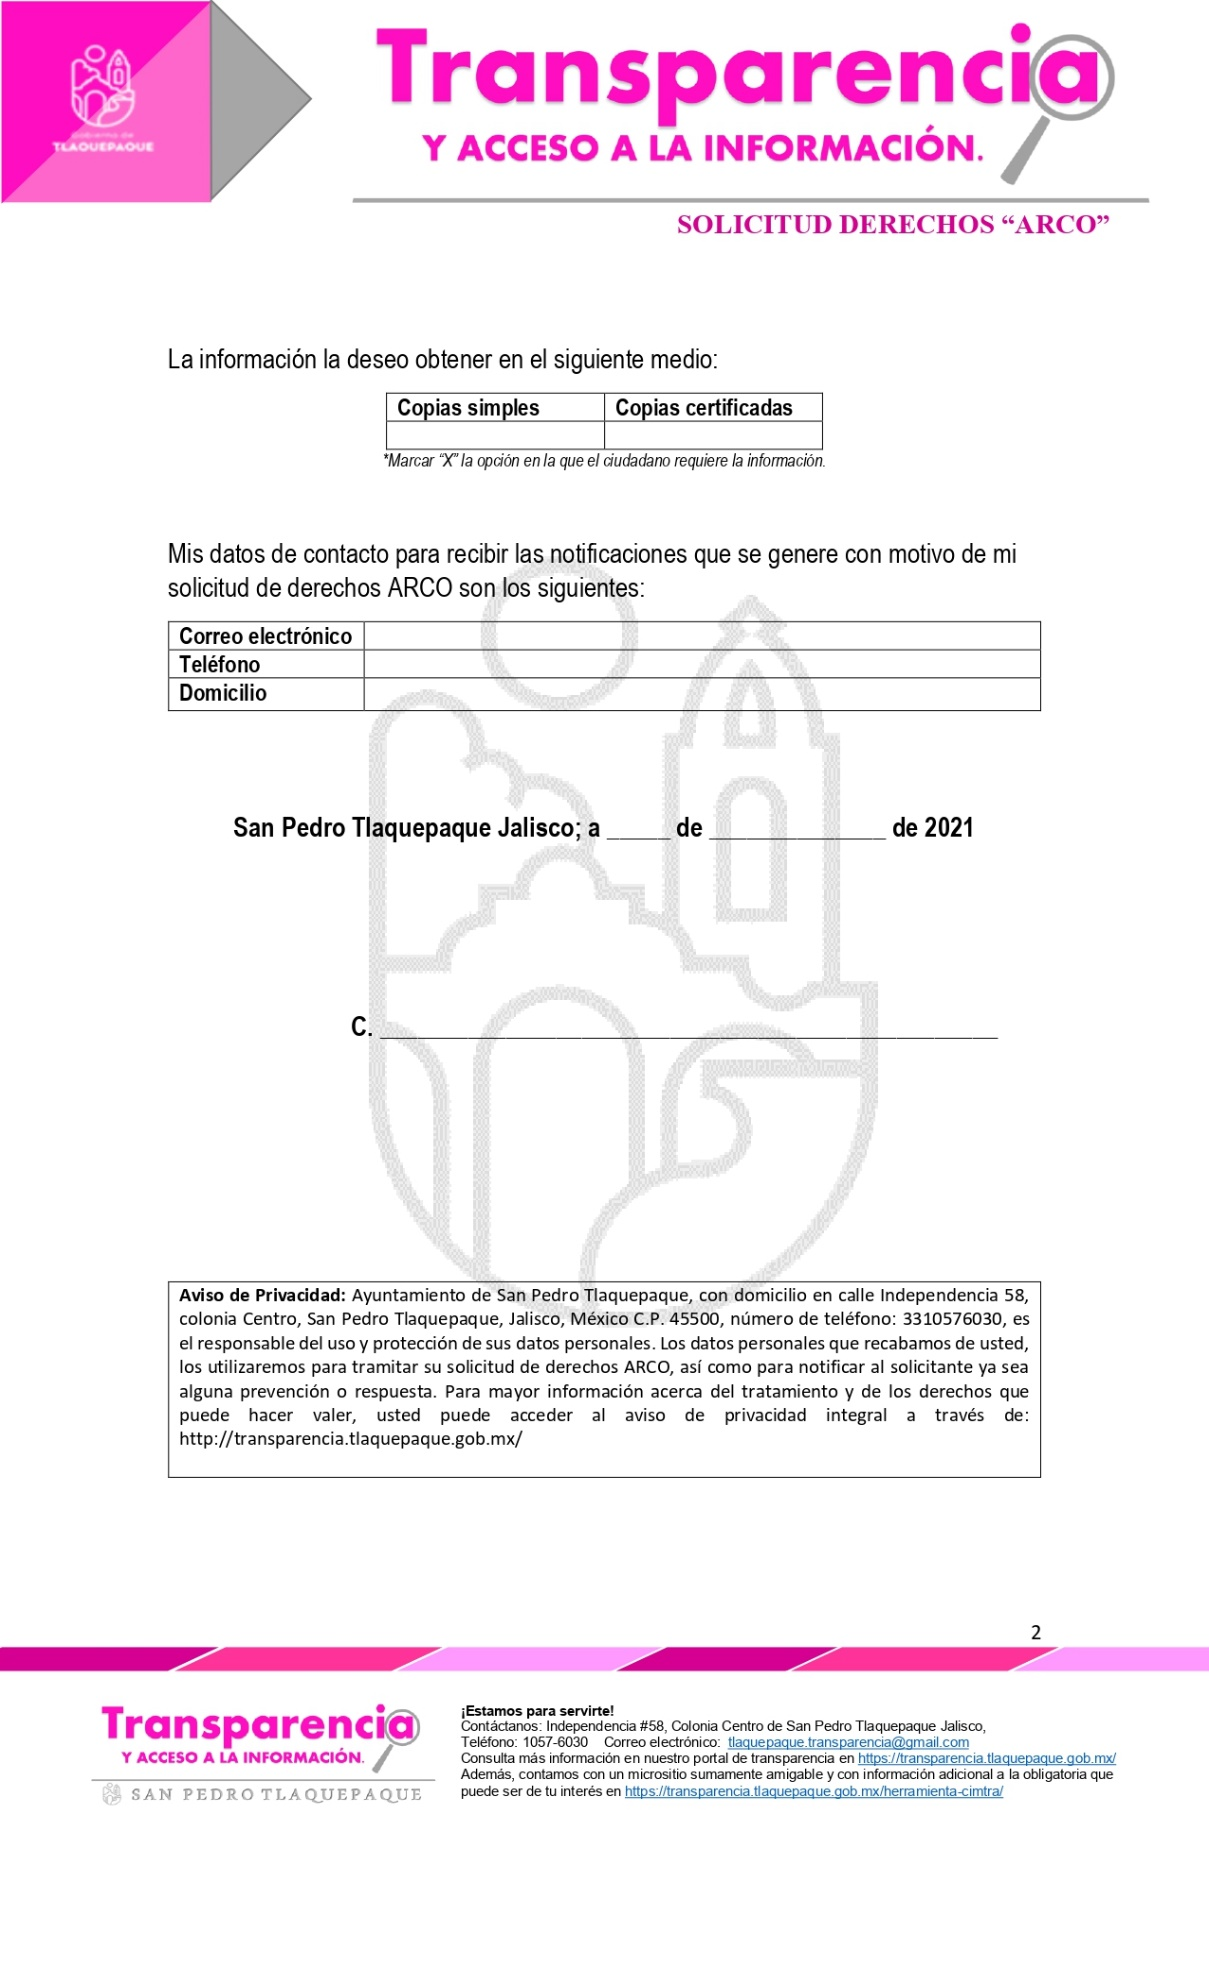 Gobierno de
TLAQUEPAQUE
Transparencia
Y ACCESO A LA INFORMACIÓN.
SOLICITUD DERECHOS “ARCO”
La información la deseo obtener en el siguiente medio:
Copias simples Copias certificadas
*Marcar “X” la opción en la que el ciudadano requiere la información.
Mis datos de contacto para recibir las notificaciones que se genere con motivo de mi
solicitud de derechos ARCO son los siguientes:
Correo electrónico
Teléfono
Domicilio
San Pedro Tlaquepaque Jalisco; a _____ de ______________ de 2021
C. _________________________________________________
Aviso de Privacidad: Ayuntamiento de San Pedro Tlaquepaque, con domicilio en calle Independencia 58,
colonia Centro, San Pedro Tlaquepaque, Jalisco, México C.P. 45500, número de teléfono: 3310576030, es
el responsable del uso y protección de sus datos personales. Los datos personales que recabamos de usted,
los utilizaremos para tramitar su solicitud de derechos ARCO, así como para notificar al solicitante ya sea
alguna prevención o respuesta. Para mayor información acerca del tratamiento y de los derechos que
puede hacer valer, usted puede acceder al aviso de privacidad integral a través de:
http://transparencia.tlaquepaque.gob.mx/
2
Transparencia
Y ACCESO A LA INFORMACIÓN.
SAN PEDRO TLAQUEPAQUE
¡Estamos para servirte!
Contáctanos: Independencia #58, Colonia Centro de San Pedro Tlaquepaque Jalisco,
Teléfono: 1057-6030 Correo electrónico: tlaquepaque.transparencia@gmail.com
Consulta más información en nuestro portal de transparencia en https://transparencia.tlaquepaque.gob.mx/
Además, contamos con un micrositio sumamente amigable y con información adicional a la obligatoria que
puede ser de tu interés en https://transparencia.tlaquepaque.gob.mx/herramienta-cimtra/